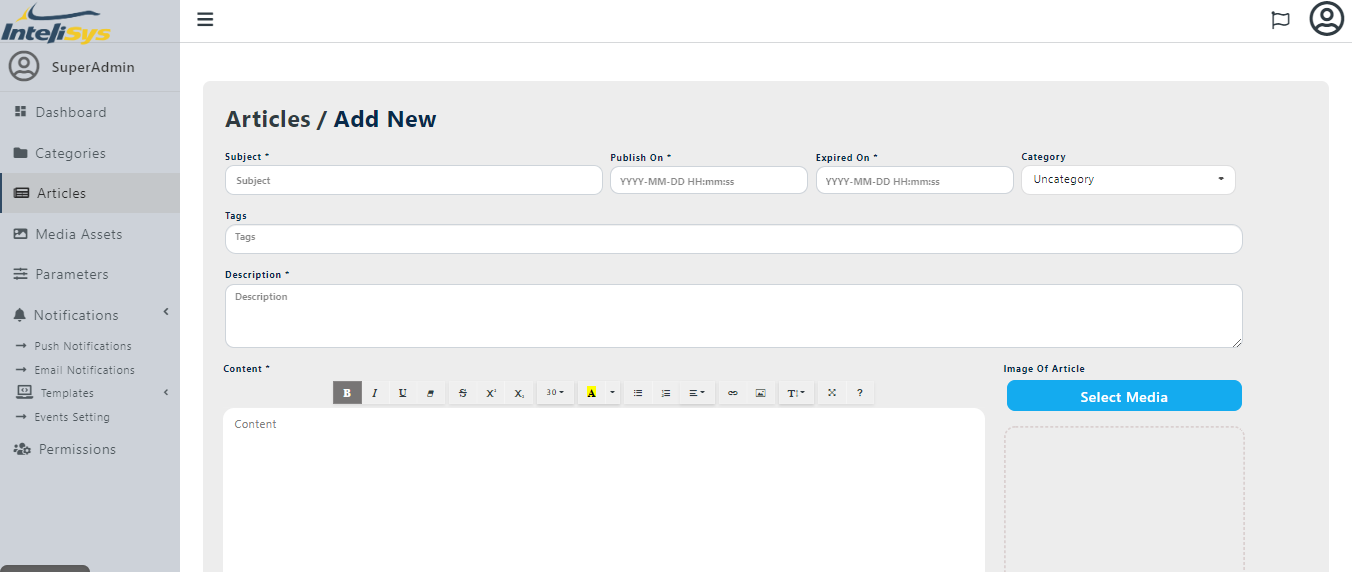 InteliSys
SuperAdmin
Dashboard
Categories
Articles
Media Assets
Parameters
Notifications
Push Notifications
Email Notifications
Templates
Events Setting
Permissions
Articles / Add New
Subject * Publish On * Expired On * Category
Subject YYYY-MM-DD HH:mm:ss YYYY-MM-DD HH:mm:ss Uncategory
Tags
Tags
Description *
Description
Content * Image Of Article
B I U S X² X₂ 30 A T↕ ?
Select Media
Content